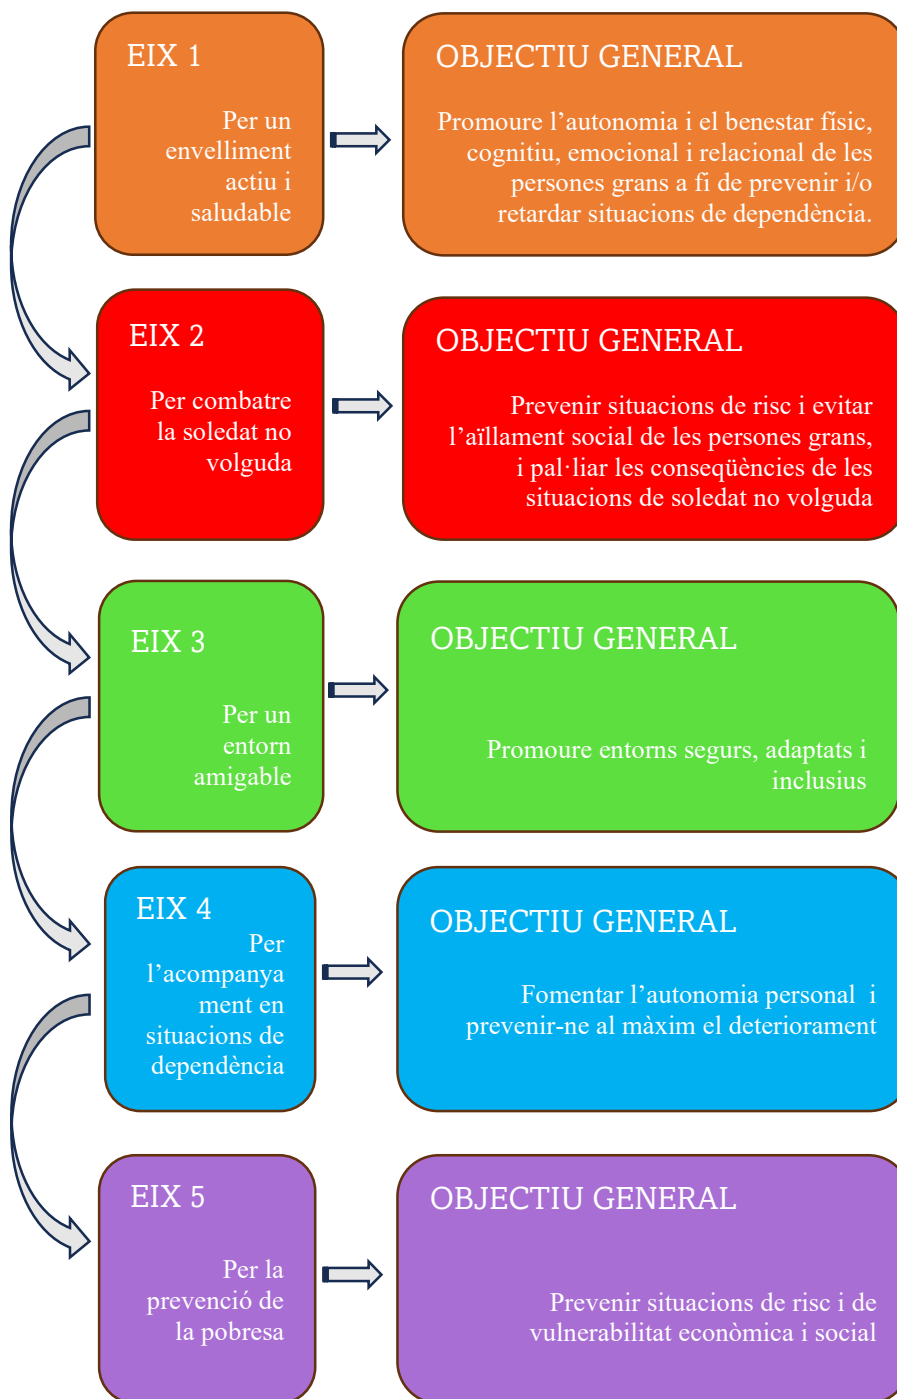 EIX 1
Per un
envelliment
actiu i
saludable
OBJECTIU GENERAL
Promoure l’autonomia i el benestar físic,
cognitiu, emocional i relacional de les
persones grans a fi de prevenir i/o
retardar situacions de dependència.
EIX 2
Per combatre
la soledat no
volguda
OBJECTIU GENERAL
Prevenir situacions de risc i evitar
l’aïllament social de les persones grans,
i pal·liar les conseqüències de les
situacions de soledat no volguda
EIX 3
Per un
entorn
amigable
OBJECTIU GENERAL
Promoure entorns segurs, adaptats i
inclusius
EIX 4
Per
l’acompanya
ment en
situacions de
dependència
OBJECTIU GENERAL
Fomentar l’autonomia personal  i
prevenir-ne al màxim el deteriorament
EIX 5
Per la
prevenció de
la pobresa
OBJECTIU GENERAL
Prevenir situacions de risc i de
vulnerabilitat econòmica i social